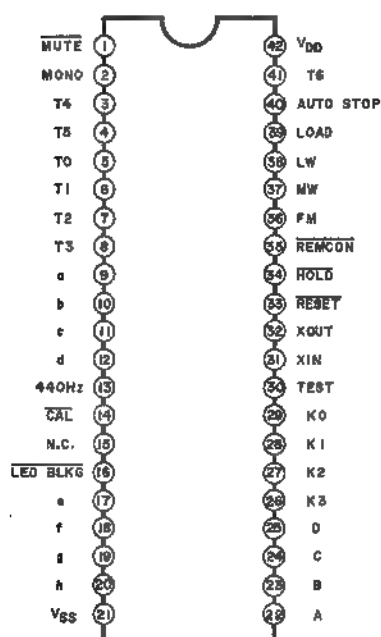 MUTE 1 42 VDD
MONO 2 41 T6
T4 3 40 AUTO STOP
T5 4 39 LOAD
T0 5 38 LW
T1 6 37 MW
T2 7 36 FM
T3 8 35 REMCON
a 9 34 HOLD
b 10 33 RESET
c 11 32 XOUT
d 12 31 XIN
440Hz 13 30 TEST
CAL 14 29 K0
N.C. 15 28 K1
LED BLKG 16 27 K2
e 17 26 K3
f 18 25 D
g 19 24 C
h 20 23 B
VSS 21 22 A